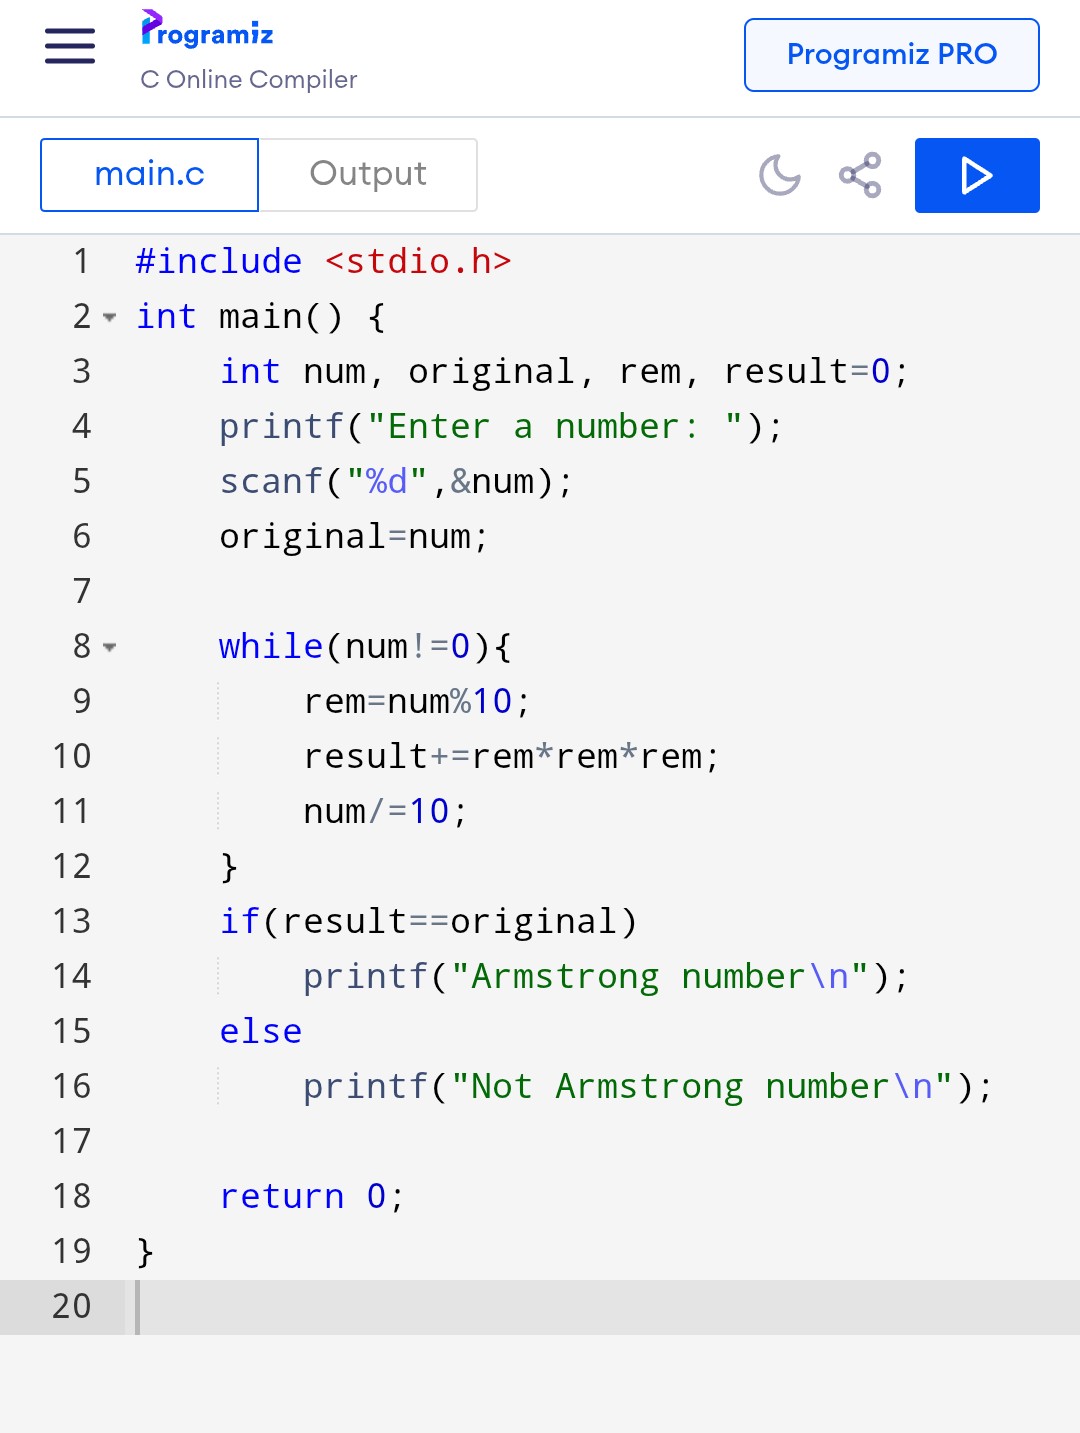 Programiz
C Online Compiler
Programiz PRO
main.c
Output
1 #include <stdio.h>
2 int main() {
3     int num, original, rem, result=0;
4     printf("Enter a number: ");
5     scanf("%d",&num);
6     original=num;
7
8     while(num!=0){
9         rem=num%10;
10         result+=rem*rem*rem;
11         num/=10;
12     }
13     if(result==original)
14         printf("Armstrong number\n");
15     else
16         printf("Not Armstrong number\n");
17
18     return 0;
19 }
20